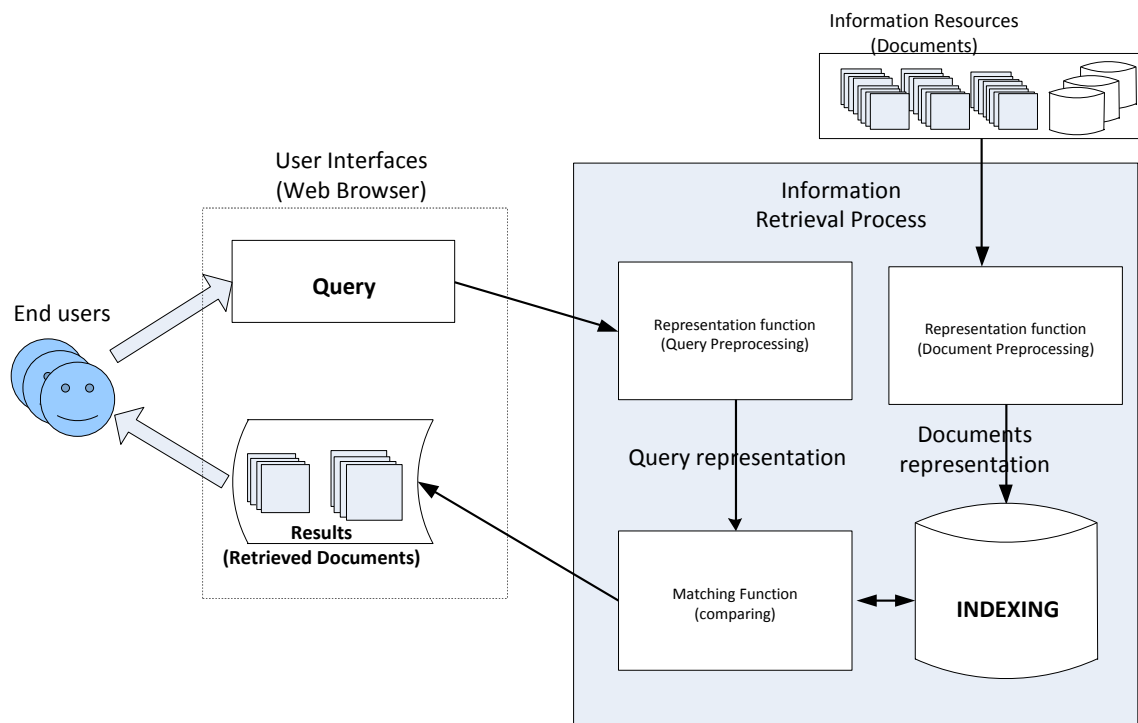 Information Resources
(Documents)
User Interfaces
(Web Browser)
Information
Retrieval Process
Query
End users
Representation function
(Query Preprocessing)
Representation function
(Document Preprocessing)
Query representation
Documents
representation
Results
(Retrieved Documents)
Matching Function
(comparing)
INDEXING